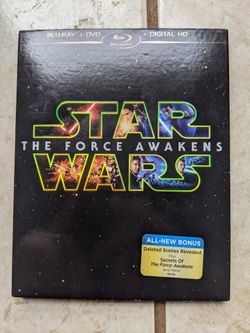 BLU-RAY + DVD + DIGITAL HD
STAR
THE FORCE AWAKENS
WARS
ALL-NEW BONUS
Deleted Scenes Revealed
Plus
Secrets Of
The Force Awakens